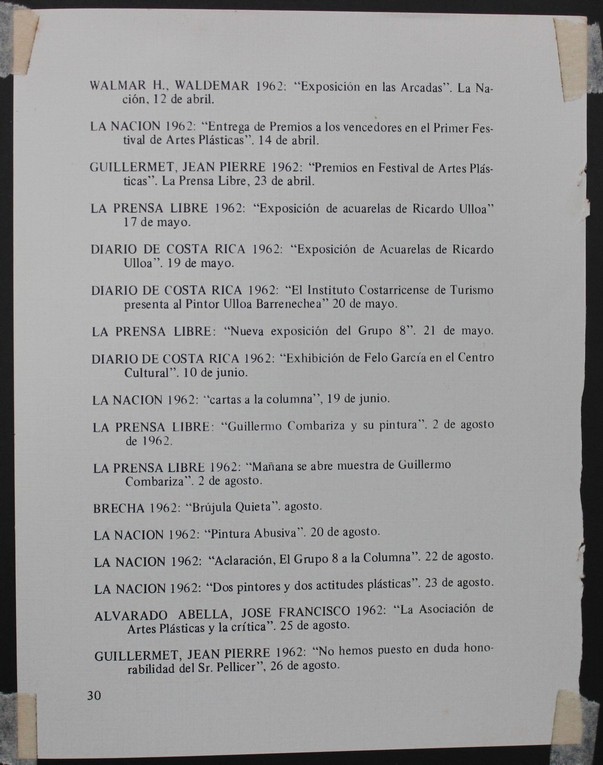 WALMAR H., WALDEMAR 1962: “Exposición en las Arcadas”. La Na-
ción, 12 de abril.
LA NACION 1962: “Entrega de Premios a los vencedores en el Primer Fes-
tival de Artes Plásticas”. 14 de abril.
GUILLERMET, JEAN PIERRE 1962: “Premios en Festival de Artes Plás-
ticas”. La Prensa Libre, 23 de abril.
LA PRENSA LIBRE 1962: “Exposición de acuarelas de Ricardo Ulloa”
17 de mayo.
DIARIO DE COSTA RICA 1962: “Exposición de Acuarelas de Ricardo
Ulloa”. 19 de mayo.
DIARIO DE COSTA RICA 1962: “El Instituto Costarricense de Turismo
presenta al Pintor Ulloa Barrenechea” 20 de mayo.
LA PRENSA LIBRE: “Nueva exposición del Grupo 8”. 21 de mayo.
DIARIO DE COSTA RICA 1962: “Exhibición de Felo García en el Centro
Cultural”. 10 de junio.
LA NACION 1962: “cartas a la columna”, 19 de junio.
LA PRENSA LIBRE: “Guillermo Combariza y su pintura”. 2 de agosto
de 1962.
LA PRENSA LIBRE 1962: “Mañana se abre muestra de Guillermo
Combariza”. 2 de agosto.
BRECHA 1962: “Brújula Quieta”. agosto.
LA NACION 1962: “Pintura Abusiva”. 20 de agosto.
LA NACION 1962: “Aclaración, El Grupo 8 a la Columna”. 22 de agosto.
LA NACION 1962: “Dos pintores y dos actitudes plásticas”. 23 de agosto.
ALVARADO ABELLA, JOSE FRANCISCO 1962: “La Asociación de
Artes Plásticas y la crítica”. 25 de agosto.
GUILLERMET, JEAN PIERRE 1962: “No hemos puesto en duda hono-
rabilidad del Sr. Pellicer”, 26 de agosto.
30